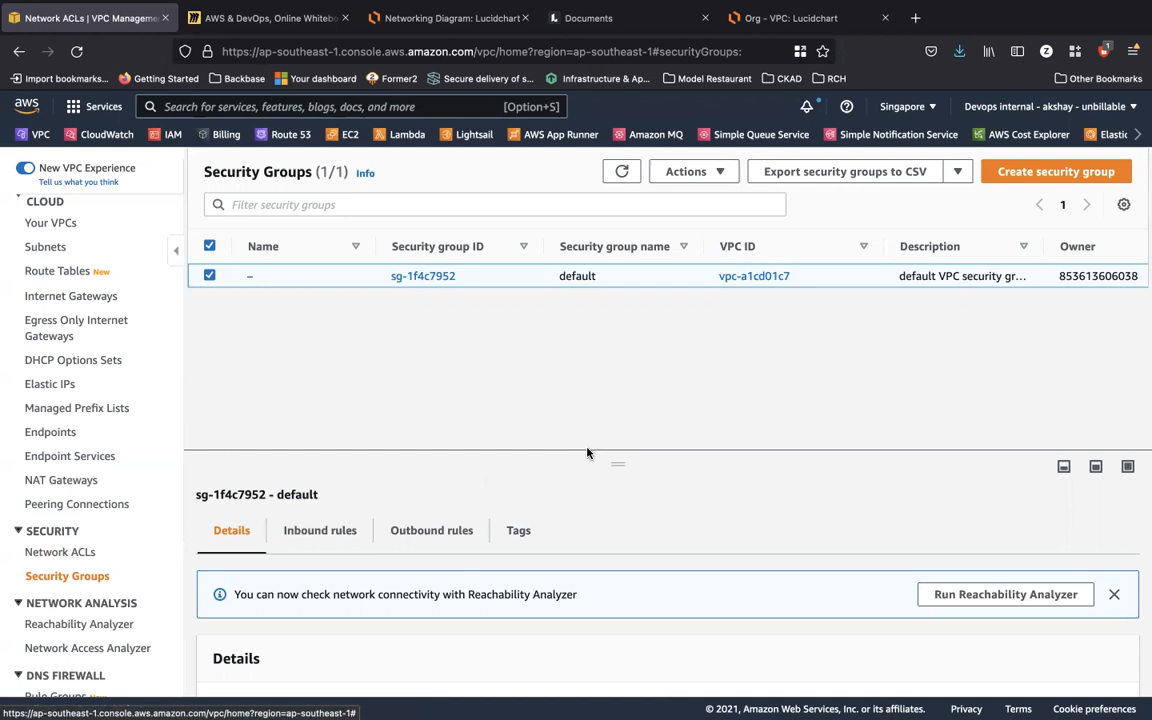 Network ACLs | VPC Manageme
AWS & DevOps, Online Whitebo
Networking Diagram: Lucidchart
Documents
Org - VPC: Lucidchart
https://ap-southeast-1.console.aws.amazon.com/vpc/home?region=ap-southeast-1#securityGroups:
Import bookmarks...
Getting Started
Backbase
Your dashboard
Former2
Secure delivery of s...
Infrastructure & Ap...
Model Restaurant
CKAD
RCH
Other Bookmarks
aws
Services
Search for services, features, blogs, docs, and more
[Option+S]
Singapore
Devops internal - akshay - unbillable
VPC
CloudWatch
IAM
Billing
Route 53
EC2
Lambda
Lightsail
AWS App Runner
Amazon MQ
Simple Queue Service
Simple Notification Service
AWS Cost Explorer
Elastic
New VPC Experience
Tell us what you think
CLOUD
Your VPCs
Subnets
Route Tables New
Internet Gateways
Egress Only Internet
Gateways
DHCP Options Sets
Elastic IPs
Managed Prefix Lists
Endpoints
Endpoint Services
NAT Gateways
Peering Connections
SECURITY
Network ACLs
Security Groups
NETWORK ANALYSIS
Reachability Analyzer
Network Access Analyzer
DNS FIREWALL
Rule Groups New
Security Groups (1/1) Info
Actions
Export security groups to CSV
Create security group
Filter security groups
1
Name
Security group ID
Security group name
VPC ID
Description
Owner
–
sg-1f4c7952
default
vpc-a1cd01c7
default VPC security gr...
853613606038
sg-1f4c7952 - default
Details
Inbound rules
Outbound rules
Tags
You can now check network connectivity with Reachability Analyzer
Run Reachability Analyzer
Details
https://ap-southeast-1.console.aws.amazon.com/vpc/home?region=ap-southeast-1#
© 2021, Amazon Web Services, Inc. or its affiliates.
Privacy
Terms
Cookie preferences